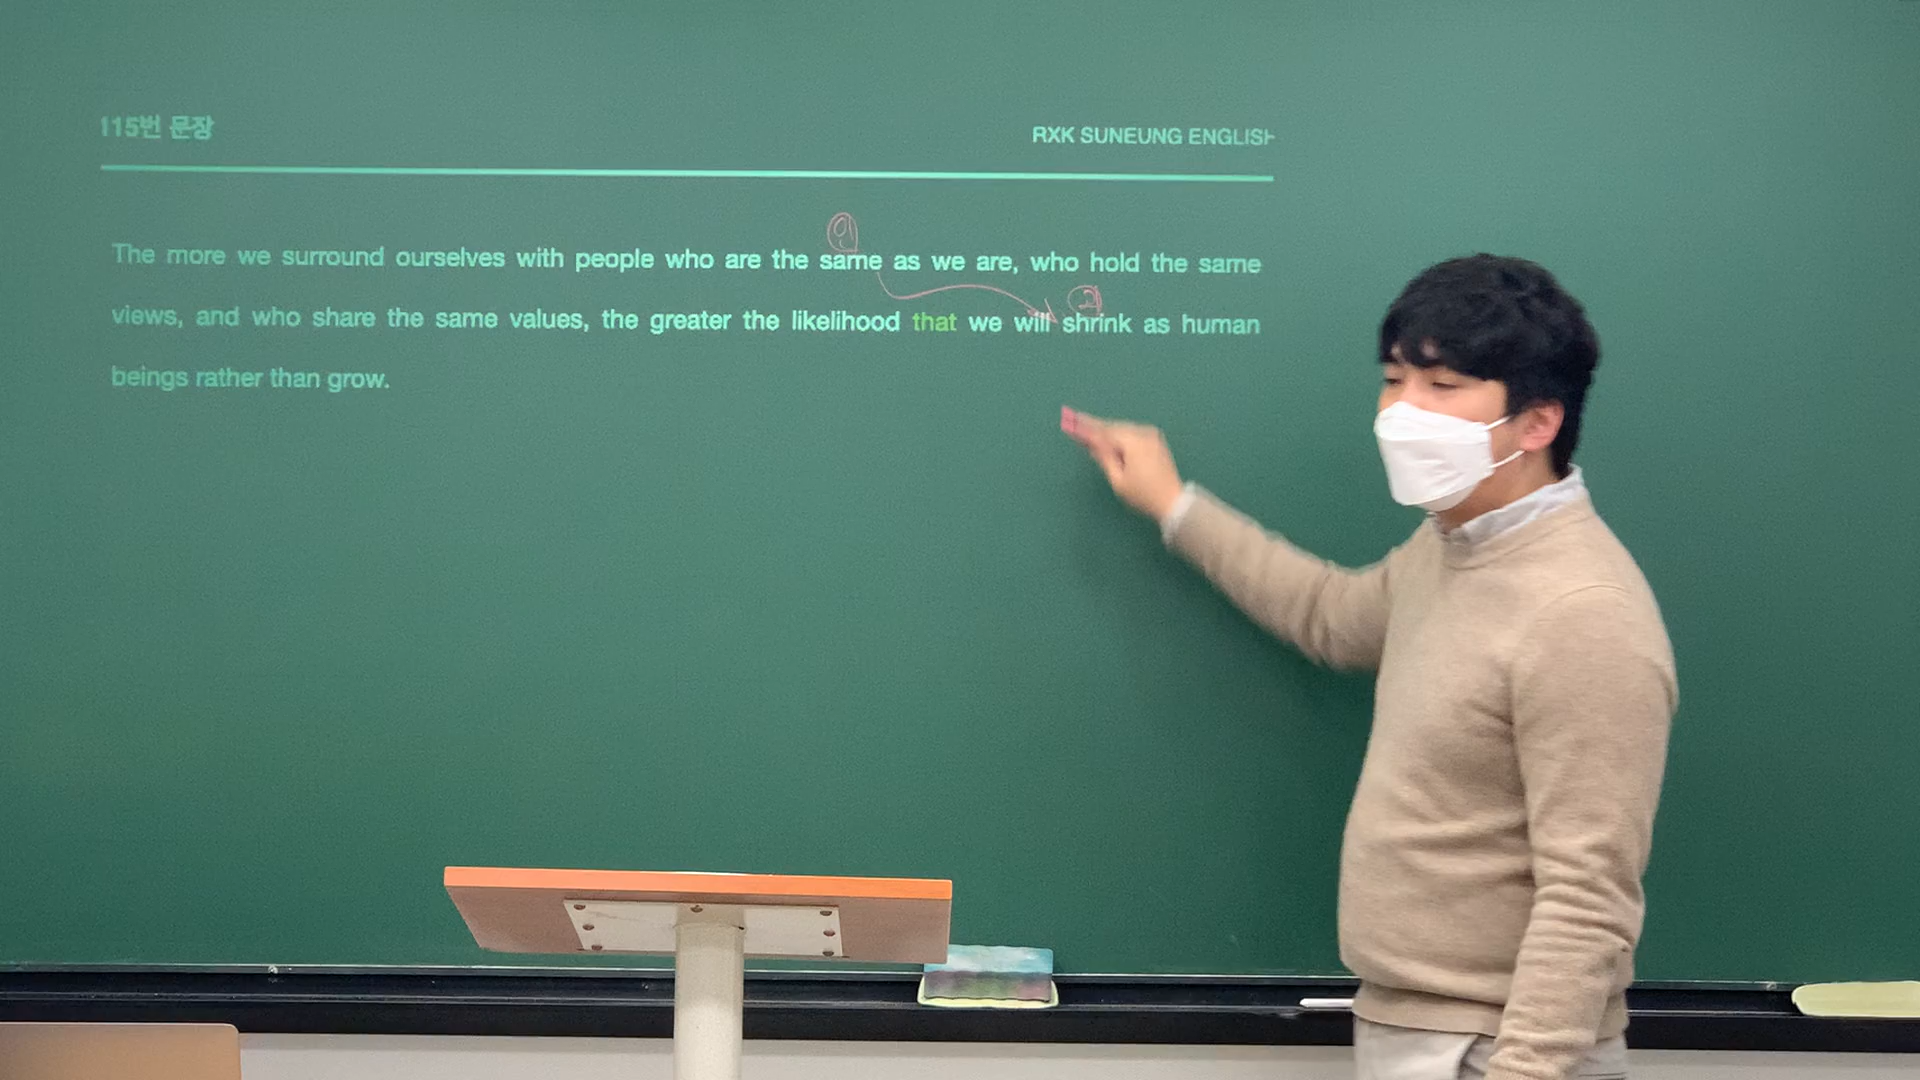 115번 문장
RXK SUNEUNG ENGLISH
인
The more we surround ourselves with people who are the same as we are, who hold the same
과
views, and who share the same values, the greater the likelihood that we will shrink as human
beings rather than grow.